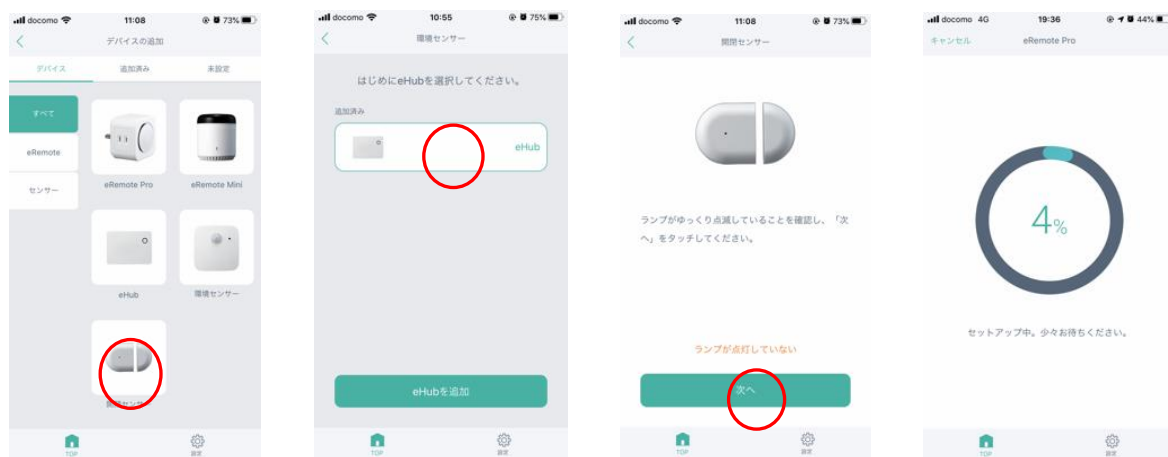 docomo
11:08
73%
デバイスの追加
デバイス
追加済み
未設定
すべて
eRemote
センサー
eRemote Pro
eRemote Mini
eHub
環境センサー
開閉センサー
TOP
設定
docomo
10:55
75%
環境センサー
はじめにeHubを選択してください。
追加済み
eHub
eHubを追加
TOP
設定
docomo
11:08
73%
開閉センサー
ランプがゆっくり点滅していることを確認し、「次
へ」をタッチしてください。
ランプが点灯していない
次へ
TOP
設定
docomo 4G
19:36
44%
キャンセル
eRemote Pro
4%
セットアップ中。少々お待ちください。
TOP
設定